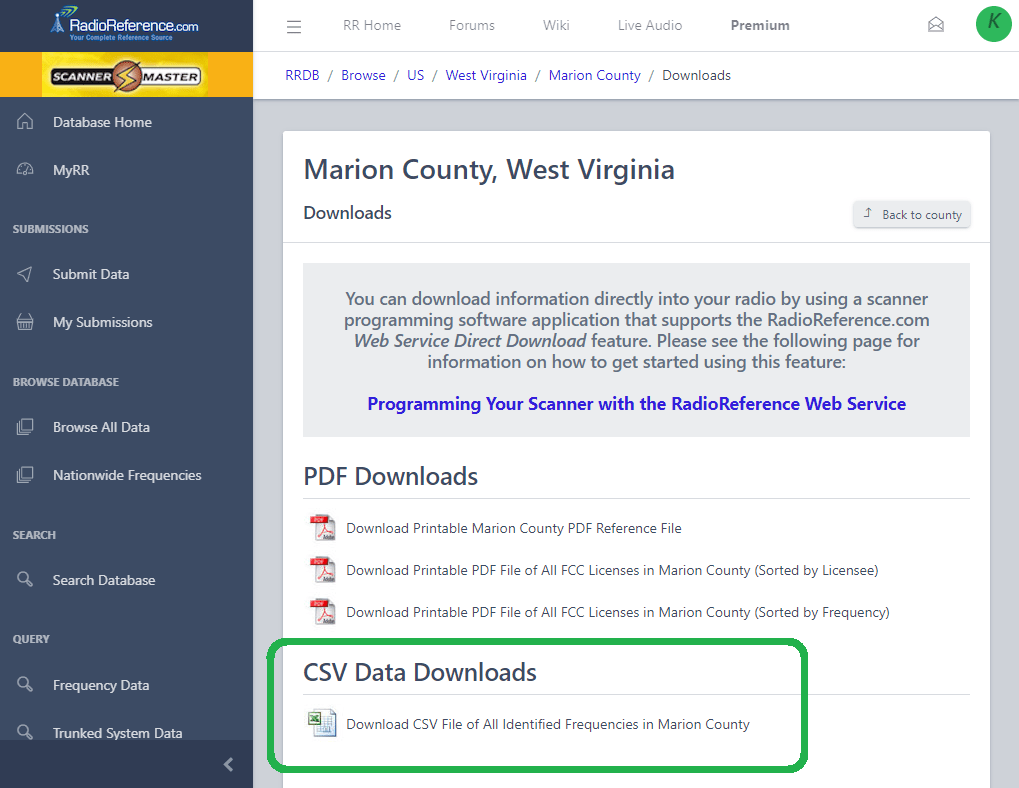 RadioReference.com
Your Complete Reference Source
SCANNER MASTER
Database Home
MyRR
SUBMISSIONS
Submit Data
My Submissions
BROWSE DATABASE
Browse All Data
Nationwide Frequencies
SEARCH
Search Database
QUERY
Frequency Data
Trunked System Data
RR Home Forums Wiki Live Audio Premium
K
RRDB / Browse / US / West Virginia / Marion County / Downloads
Marion County, West Virginia
Downloads
Back to county
You can download information directly into your radio by using a scanner
programming software application that supports the RadioReference.com
Web Service Direct Download feature. Please see the following page for
information on how to get started using this feature:
Programming Your Scanner with the RadioReference Web Service
PDF Downloads
PDF
Adobe
Download Printable Marion County PDF Reference File
PDF
Adobe
Download Printable PDF File of All FCC Licenses in Marion County (Sorted by Licensee)
PDF
Adobe
Download Printable PDF File of All FCC Licenses in Marion County (Sorted by Frequency)
CSV Data Downloads
Download CSV File of All Identified Frequencies in Marion County